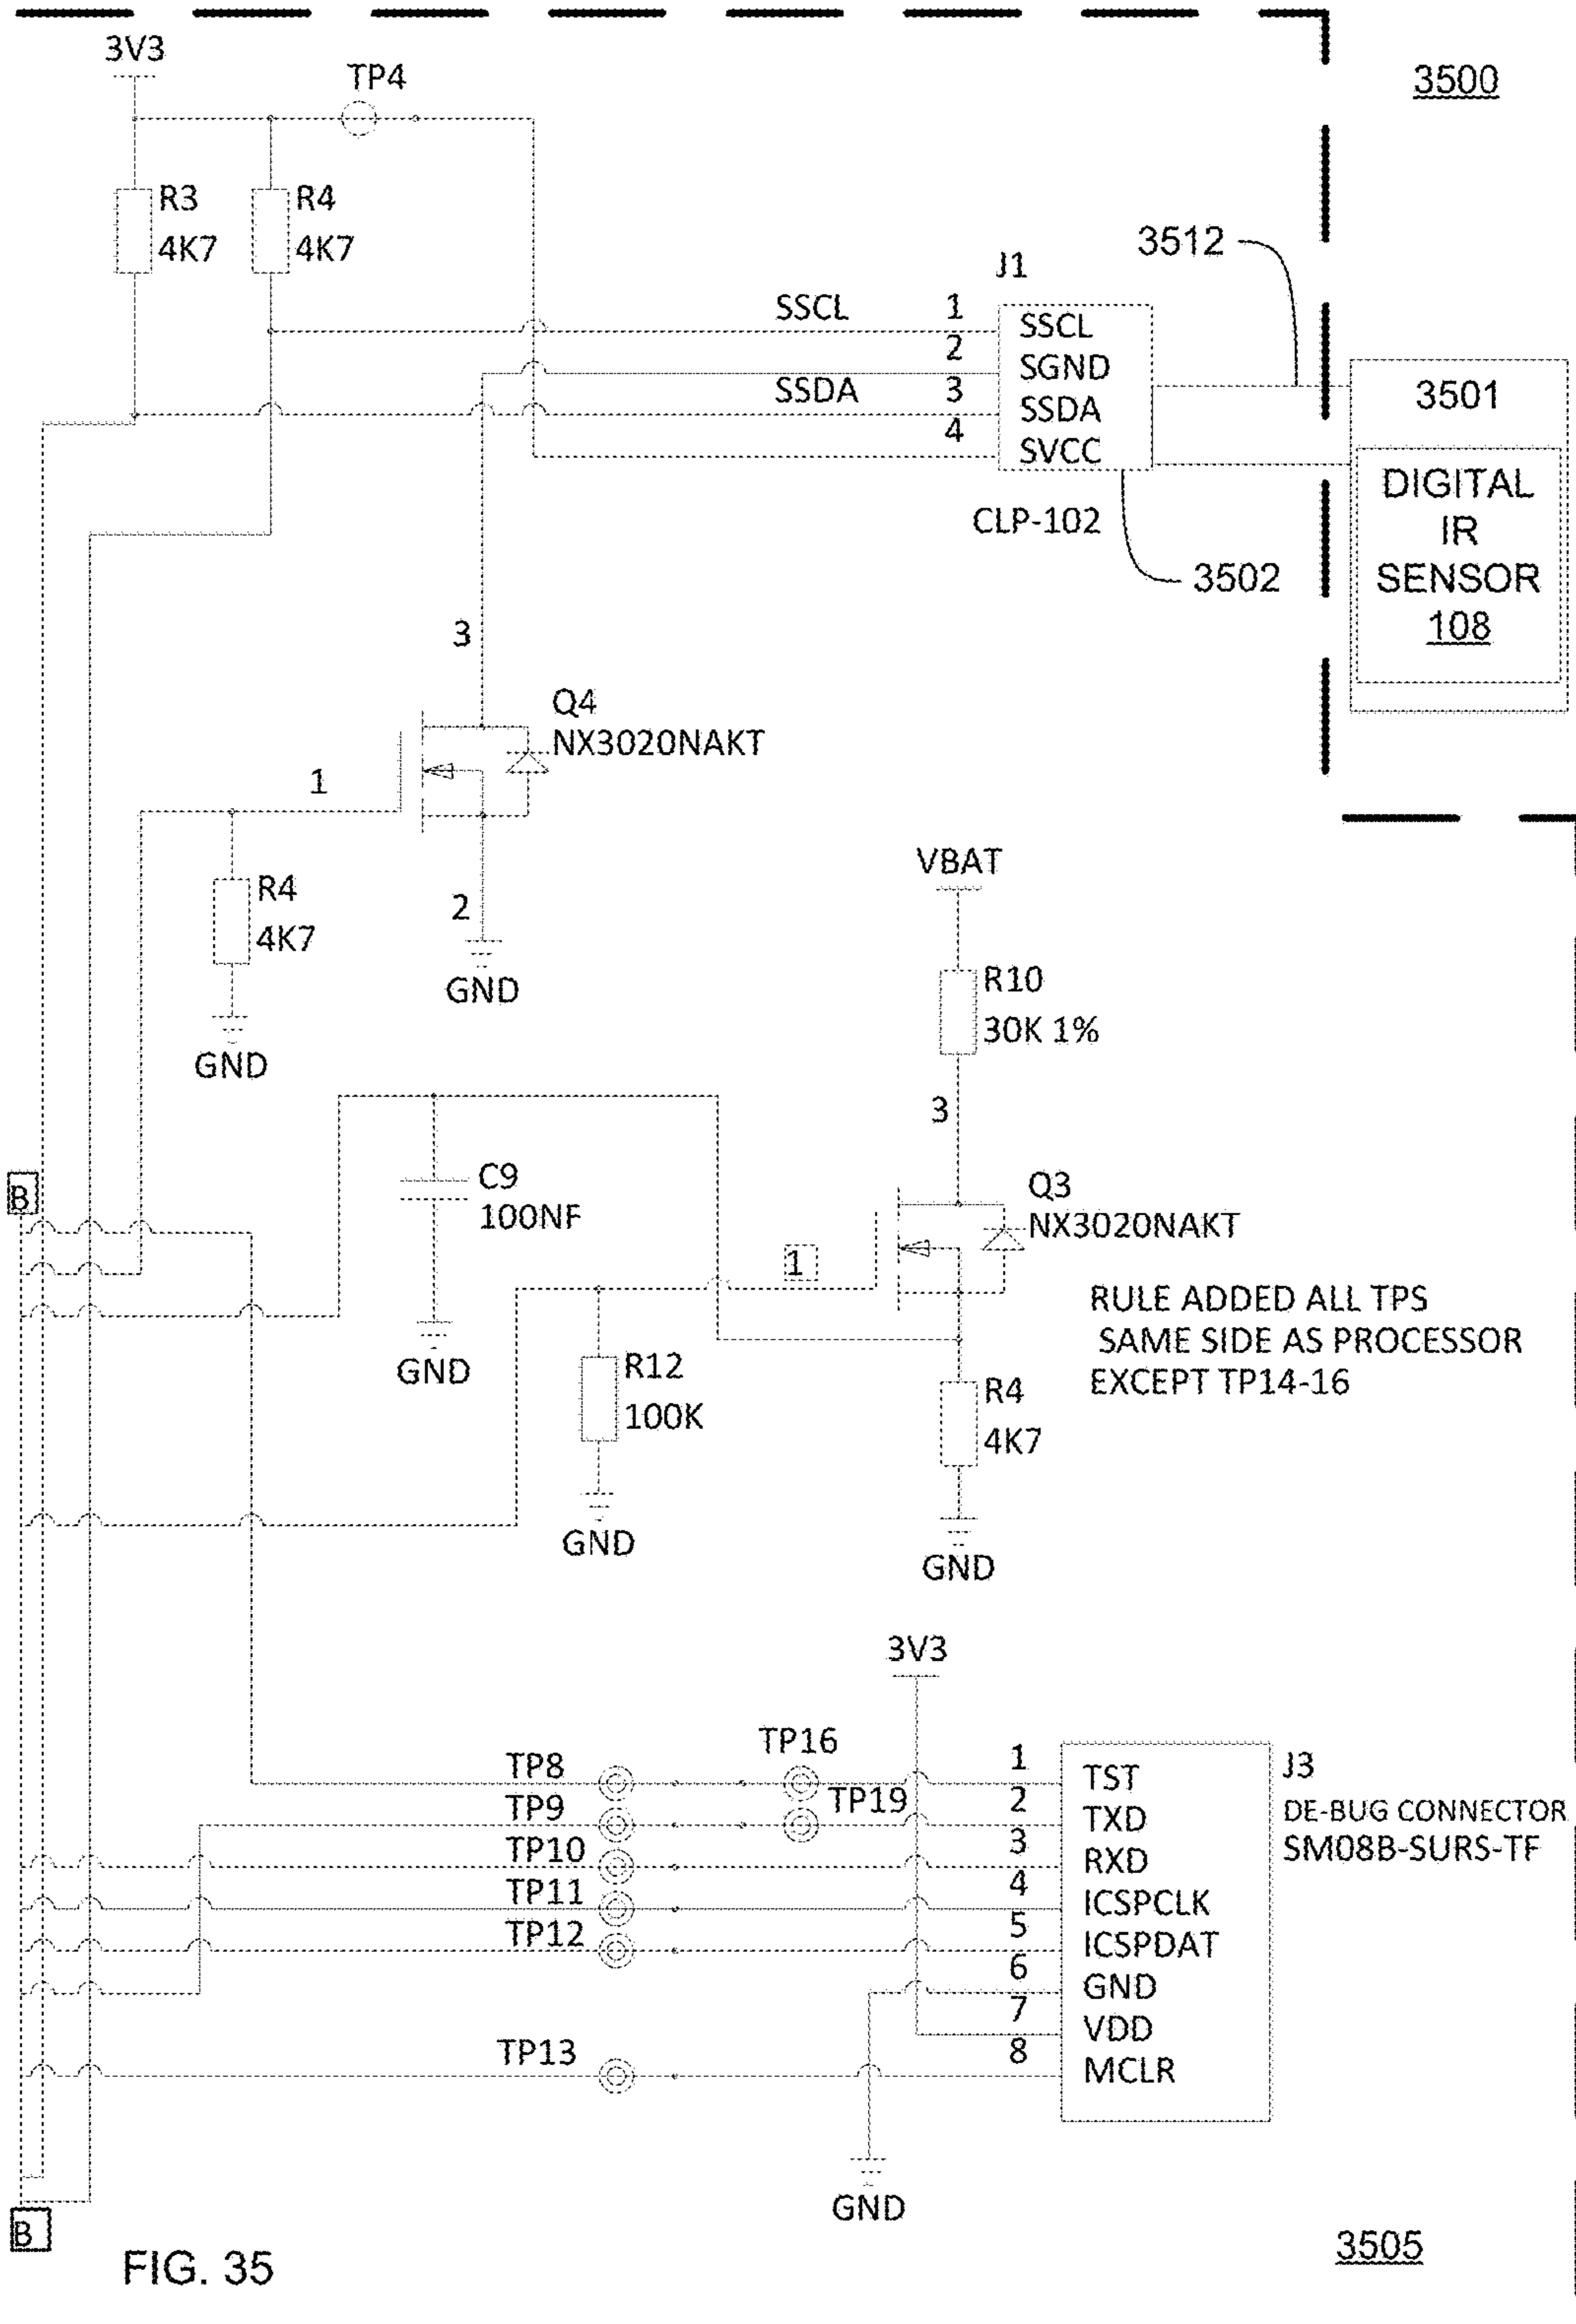 3V3
TP4
3500
R3
4K7
R4
4K7
3512
J1
SSCL
1
SSCL
2
SGND
SSDA
3
SSDA
4
SVCC
3501
DIGITAL
IR
SENSOR
108
CLP-102
3502
3
Q4
NX3020NAKT
1
R4
4K7
2
GND
GND
VBAT
R10
30K 1%
3
B
C9
100NF
Q3
NX3020NAKT
1
RULE ADDED ALL TPS
SAME SIDE AS PROCESSOR
EXCEPT TP14-16
GND
R12
100K
R4
4K7
GND
GND
3V3
TP8
TP16
1
TST
J3
TP9
TP19
2
TXD
DE-BUG CONNECTOR
TP10
3
RXD
SM08B-SURS-TF
TP11
4
ICSPCLK
TP12
5
ICSPDAT
6
GND
7
VDD
TP13
8
MCLR
GND
B
FIG. 35
3505